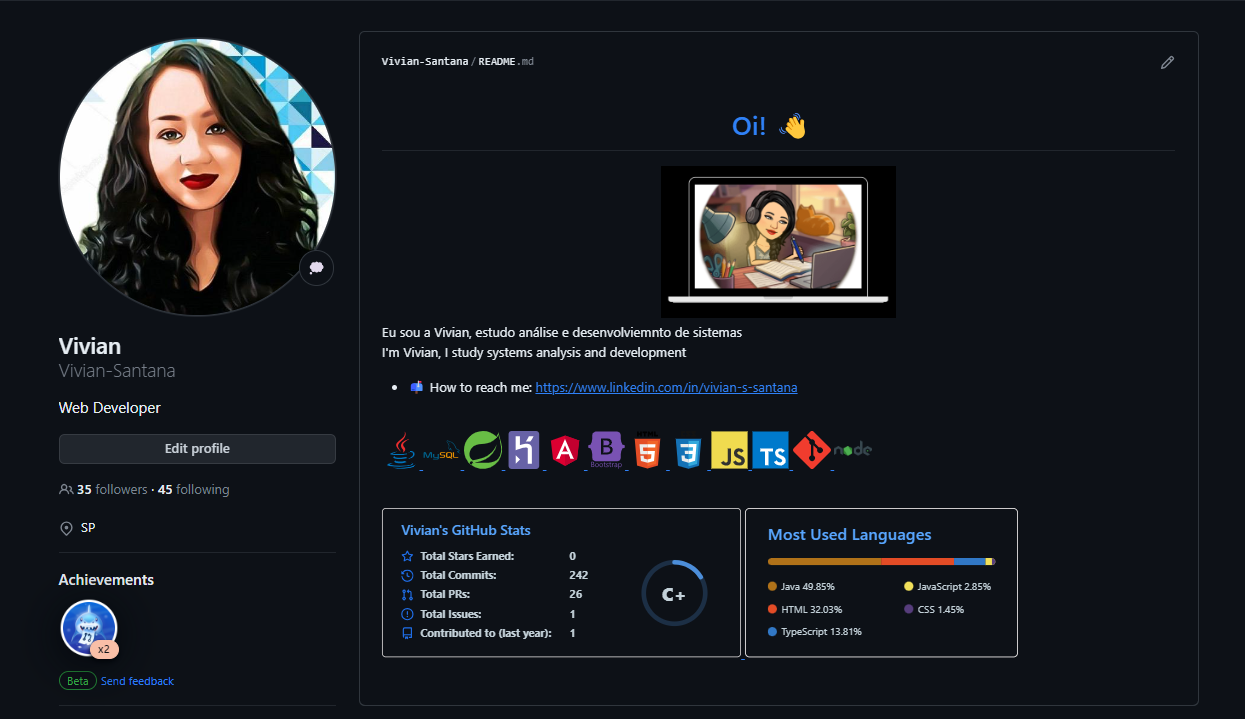 Vivian-Santana / README.md
Oi! 👋
Eu sou a Vivian, estudo análise e desenvolviemnto de sistemas
I'm Vivian, I study systems analysis and development
How to reach me: https://www.linkedin.com/in/vivian-s-santana
Vivian
Vivian-Santana
Web Developer
Edit profile
35 followers · 45 following
SP
Achievements
x2
Beta Send feedback
Java MySQL HTML JS TS node
Bootstrap
Vivian's GitHub Stats
Total Stars Earned: 0
Total Commits: 242
Total PRs: 26
Total Issues: 1
Contributed to (last year): 1
C+
Most Used Languages
Java 49.85%
JavaScript 2.85%
HTML 32.03%
CSS 1.45%
TypeScript 13.81%